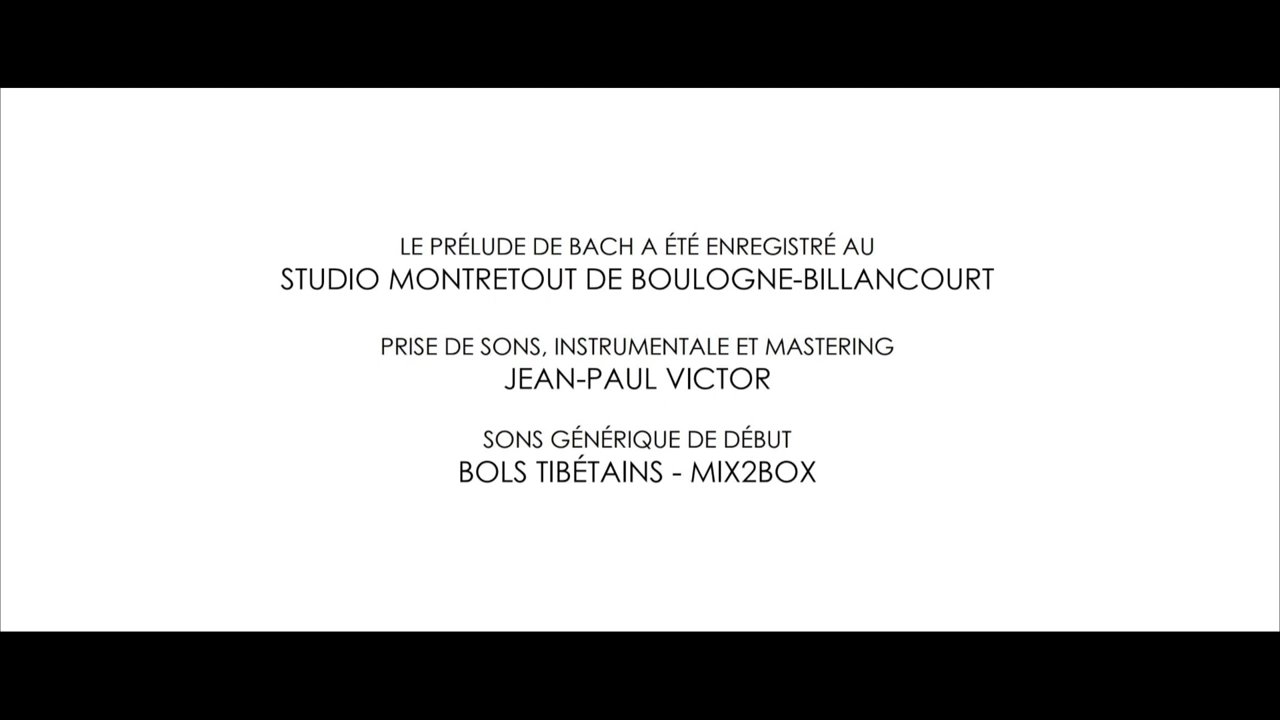 LE PRÉLUDE DE BACH A ÉTÉ ENREGISTRÉ AU
STUDIO MONTRETOUT DE BOULOGNE-BILLANCOURT
PRISE DE SONS, INSTRUMENTALE ET MASTERING
JEAN-PAUL VICTOR
SONS GÉNÉRIQUE DE DÉBUT
BOLS TIBÉTAINS - MIX2BOX